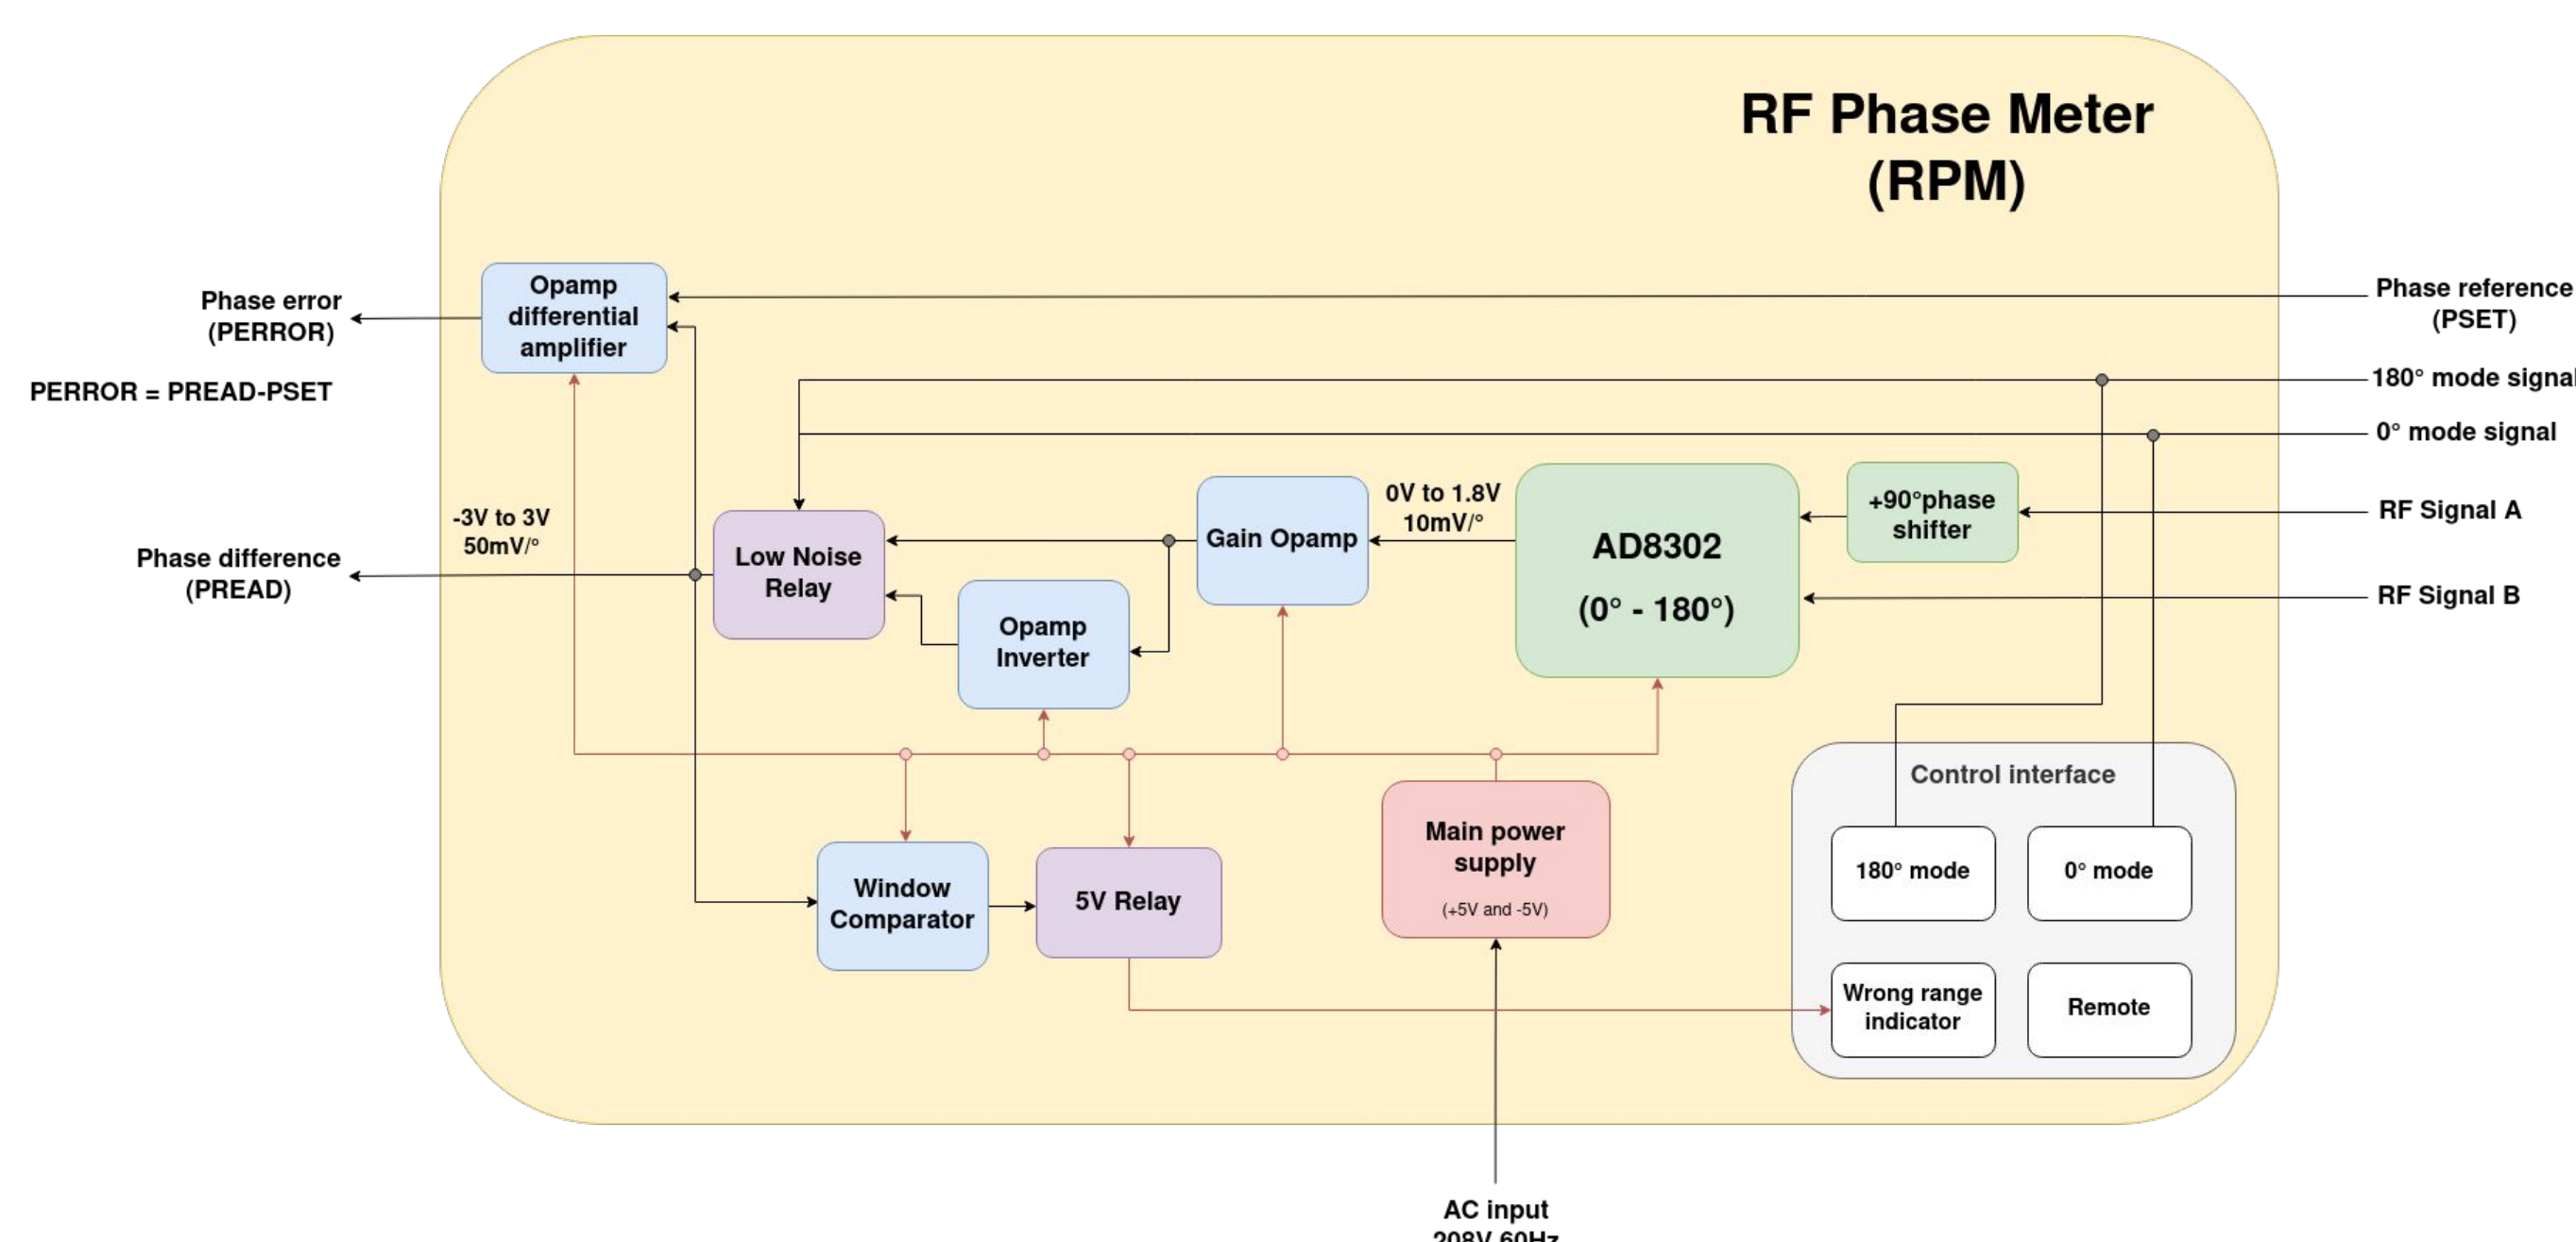 RF Phase Meter
(RPM)
Opamp
differential
amplifier
Phase error
(PERROR)
PERROR = PREAD-PSET
Phase reference
(PSET)
180° mode signal
0° mode signal
RF Signal A
RF Signal B
-3V to 3V
50mV/°
Phase difference
(PREAD)
Low Noise
Relay
Opamp
Inverter
Gain Opamp
0V to 1.8V
10mV/°
AD8302
(0° - 180°)
+90°phase
shifter
Window
Comparator
5V Relay
Main power
supply
(+5V and -5V)
Control interface
180° mode
0° mode
Wrong range
indicator
Remote
AC input
208V 60Hz